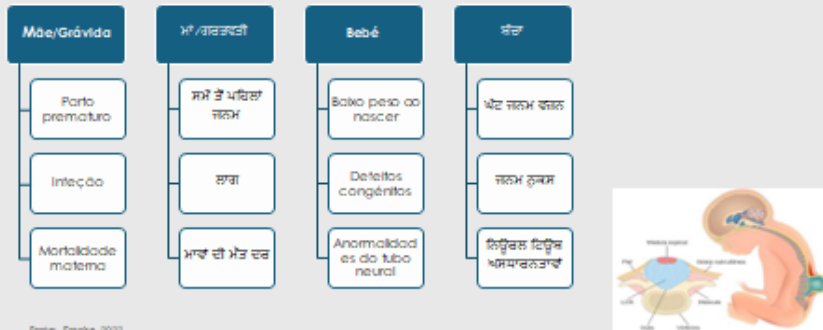 Mãe/Grávida
Parto
prematuro
Infeção
Mortalidade
materna
ਮਾਂ/ਗਰਭਵਤੀ
ਸਮੇਂ ਤੋਂ ਪਹਿਲਾਂ
ਜਨਮ
ਲਾਗ
ਮਾਵਾਂ ਦੀ ਮੌਤ ਦਰ
Bebé
Baixo peso ao
nascer
Defeitos
congénitos
Anormalidad
es do tubo
neural
ਬੱਚਾ
ਘੱਟ ਜਨਮ ਵਜ਼ਨ
ਜਨਮ ਨੁਕਸ
ਨਿਊਰਲ ਟਿਊਬ
ਅਸਧਾਰਨਤਾਵਾਂ